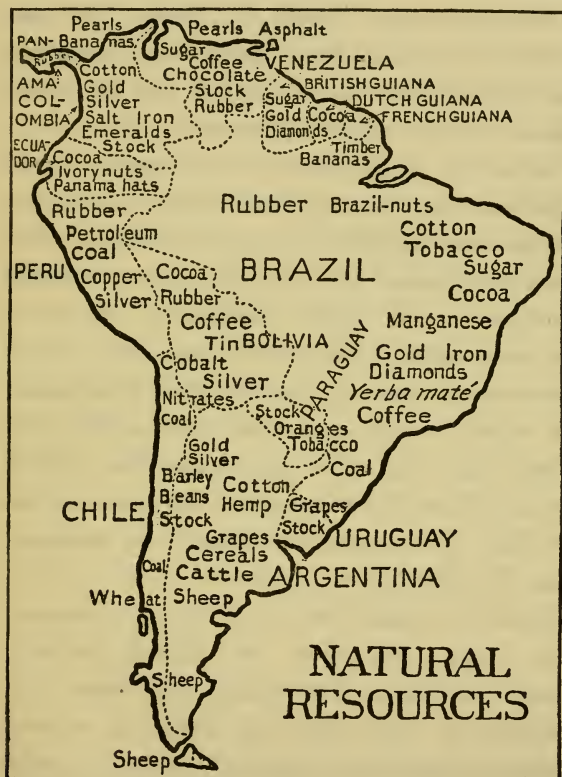 Pearls
Pearls Asphalt
PAN-
Bananas
Rubber
AMA
Sugar
Coffee
Chocolate
Stock
Rubber
VENEZUELA
BRITISH GUIANA
DUTCH GUIANA
FRENCH GUIANA
COL-
OMBIA
Cotton
Gold
Silver
Salt Iron
Emeralds
Stock
Sugar
Gold
Diamonds
Cocoa
Timber
Bananas
ECUA-
DOR
Cocoa
Ivory nuts
Panama hats
Rubber
Petroleum
Coal
PERU
Copper
Silver
Rubber
Brazil-nuts
Cotton
Tobacco
Sugar
BRAZIL
Cocoa
Manganese
Gold Iron
Diamonds
Yerba maté
Coffee
Coal
Cocoa
Rubber
Coffee
Tin
BOLIVIA
Cobalt
Silver
PARAGUAY
Stock
Oranges
Tobacco
Nitrates
Coal
Gold
Silver
Barley
Beans
Stock
CHILE
Cotton
Hemp
Grapes
Stock
URUGUAY
Grapes
Cereals
Cattle
ARGENTINA
Coal
Wheat
Sheep
Sheep
Sheep
NATURAL
RESOURCES